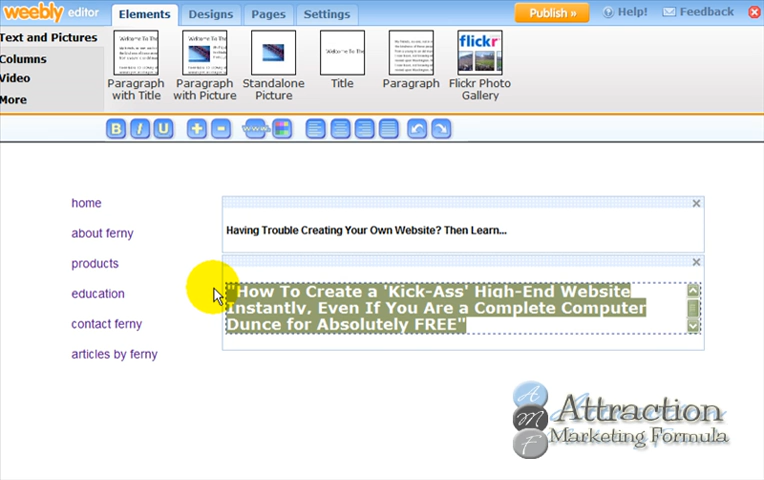 weebly editor
Elements
Designs
Pages
Settings
Publish »
Help!
Feedback
Text and Pictures
Columns
Video
More
Paragraph with Title
Paragraph with Picture
Standalone Picture
Title
Paragraph
flickr
Flickr Photo Gallery
B I U + - www
home
about ferny
products
education
contact ferny
articles by ferny
Having Trouble Creating Your Own Website? Then Learn...
"How To Create a 'Kick-Ass' High-End Website
Instantly, Even If You Are a Complete Computer
Dunce for Absolutely FREE"
A
M
F
Attraction
Marketing Formula